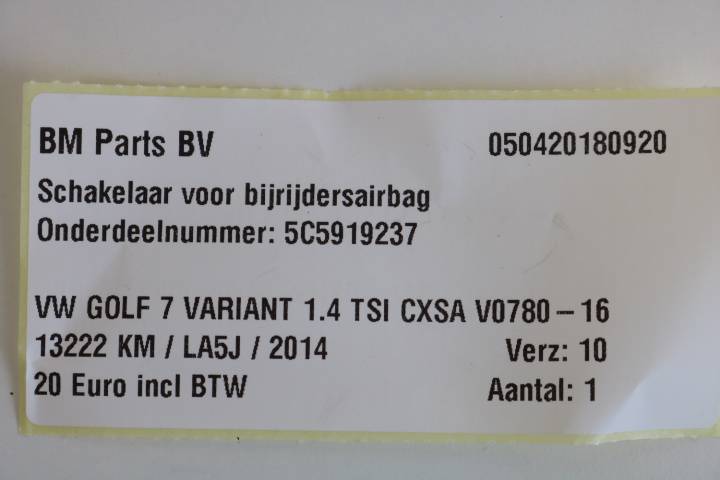 BM Parts BV 050420180920
Schakelaar voor bijrijdersairbag
Onderdeelnummer: 5C5919237
VW GOLF 7 VARIANT 1.4 TSI CXSA V0780 – 16
13222 KM / LA5J / 2014 Verz: 10
20 Euro incl BTW Aantal: 1